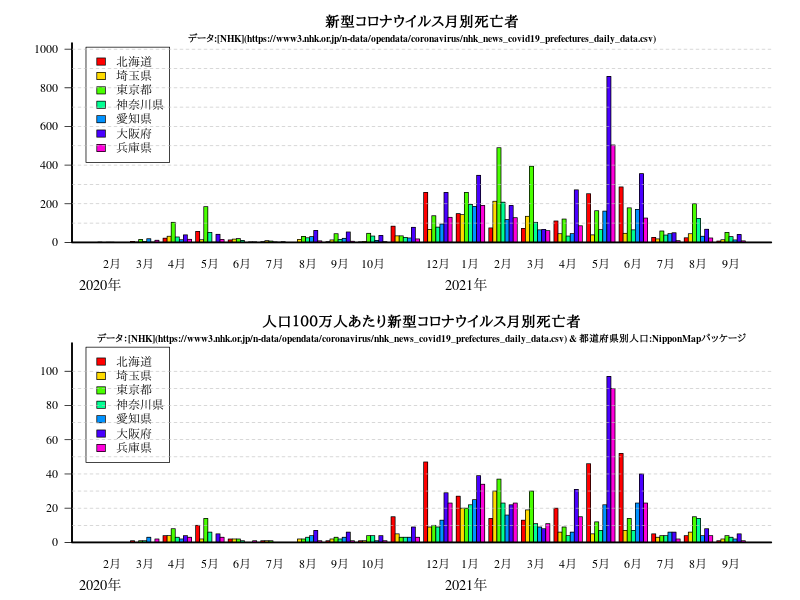 新型コロナウイルス月別死亡者
データ:[NHK](https://www3.nhk.or.jp/n-data/opendata/coronavirus/nhk_news_covid19_prefectures_daily_data.csv)
1000
800
600
400
200
0
北海道
埼玉県
東京都
神奈川県
愛知県
大阪府
兵庫県
2月 3月 4月 5月 6月 7月 8月 9月 10月 12月 1月 2月 3月 4月 5月 6月 7月 8月 9月
2020年 2021年
人口100万人あたり新型コロナウイルス月別死亡者
データ:[NHK](https://www3.nhk.or.jp/n-data/opendata/coronavirus/nhk_news_covid19_prefectures_daily_data.csv) & 都道府県別人口:NipponMapパッケージ
100
80
60
40
20
0
北海道
埼玉県
東京都
神奈川県
愛知県
大阪府
兵庫県
2月 3月 4月 5月 6月 7月 8月 9月 10月 12月 1月 2月 3月 4月 5月 6月 7月 8月 9月
2020年 2021年